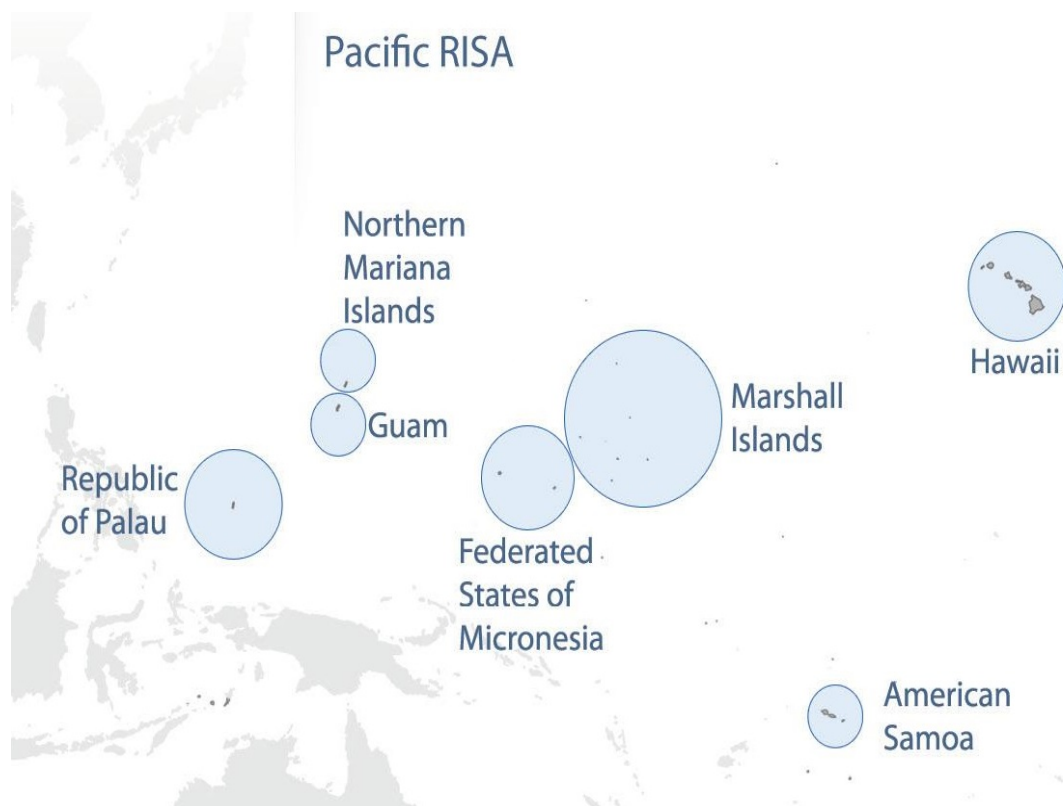 Pacific RISA
Northern
Mariana
Islands
Guam
Republic
of Palau
Federated
States of
Micronesia
Marshall
Islands
Hawaii
American
Samoa